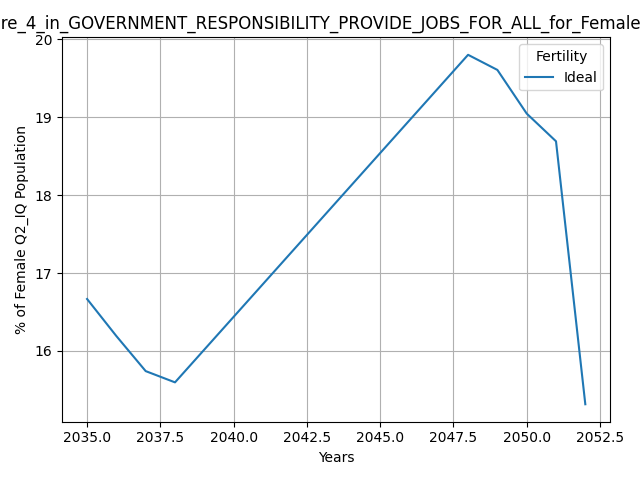 re_4_in_GOVERNMENT_RESPONSIBILITY_PROVIDE_JOBS_FOR_ALL_for_Female
20
19
18
17
16
% of Female Q2_IQ Population
Fertility
Ideal
2035.0 2037.5 2040.0 2042.5 2045.0 2047.5 2050.0 2052.5
Years